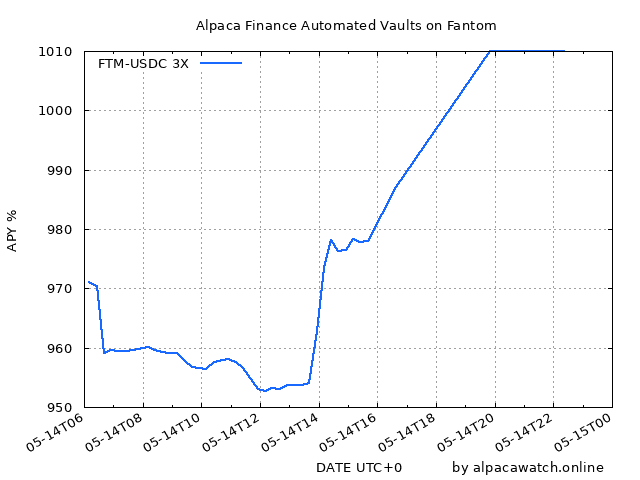 Alpaca Finance Automated Vaults on Fantom
FTM-USDC 3X
APY %
1010
1000
990
980
970
960
950
05-14T06
05-14T08
05-14T10
05-14T12
05-14T14
05-14T16
05-14T18
05-14T20
05-14T22
05-15T00
DATE UTC+0
by alpacawatch.online